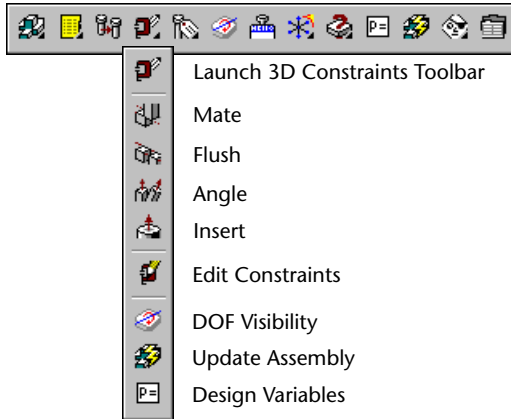 P=
Launch 3D Constraints Toolbar
Mate
Flush
Angle
Insert
Edit Constraints
DOF Visibility
Update Assembly
P= Design Variables